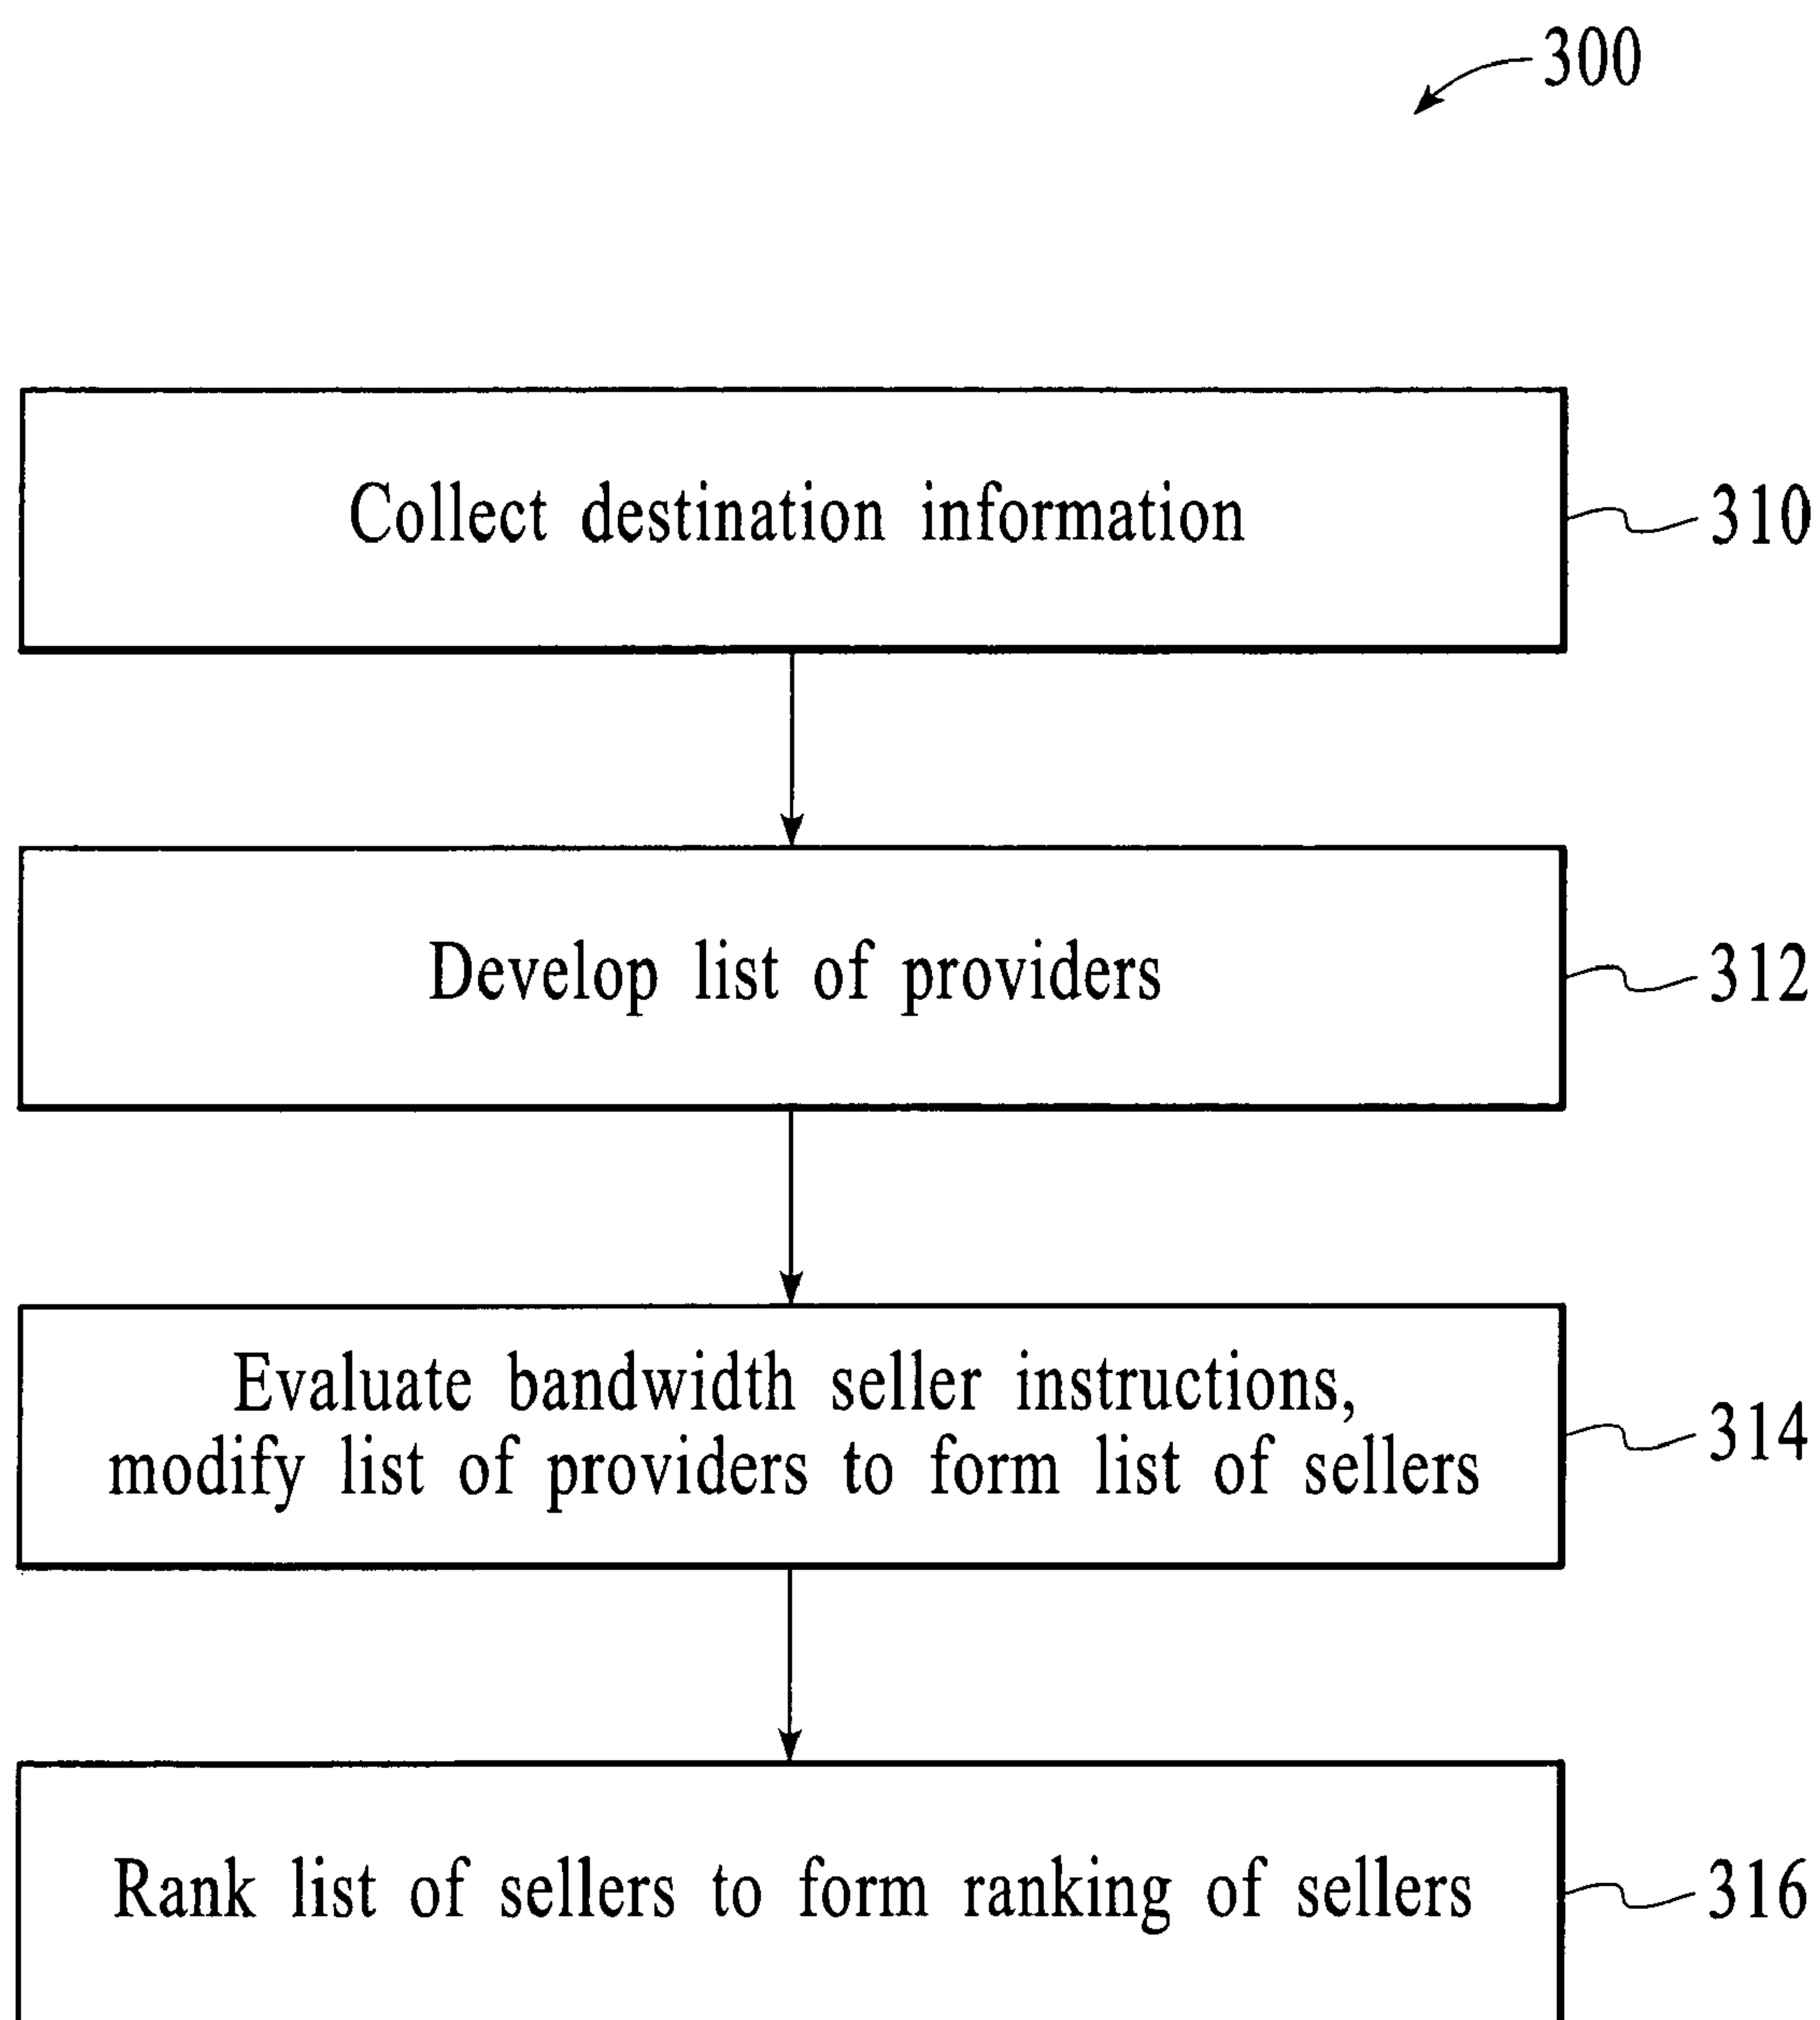 300
Collect destination information
310
Develop list of providers
312
Evaluate bandwidth seller instructions,
modify list of providers to form list of sellers
314
Rank list of sellers to form ranking of sellers
316